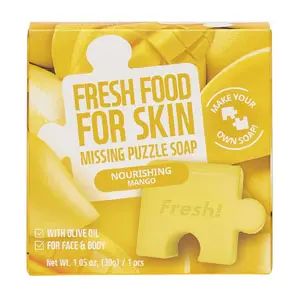 FRESH FOOD
FOR SKIN
MISSING PUZZLE SOAP
NOURISHING
MANGO
MAKE YOUR
OWN SOAP!
Fresh!
WITH OLIVE OIL
FOR FACE & BODY
Net Wt. 1.05 oz. (30g) / 1 pcs